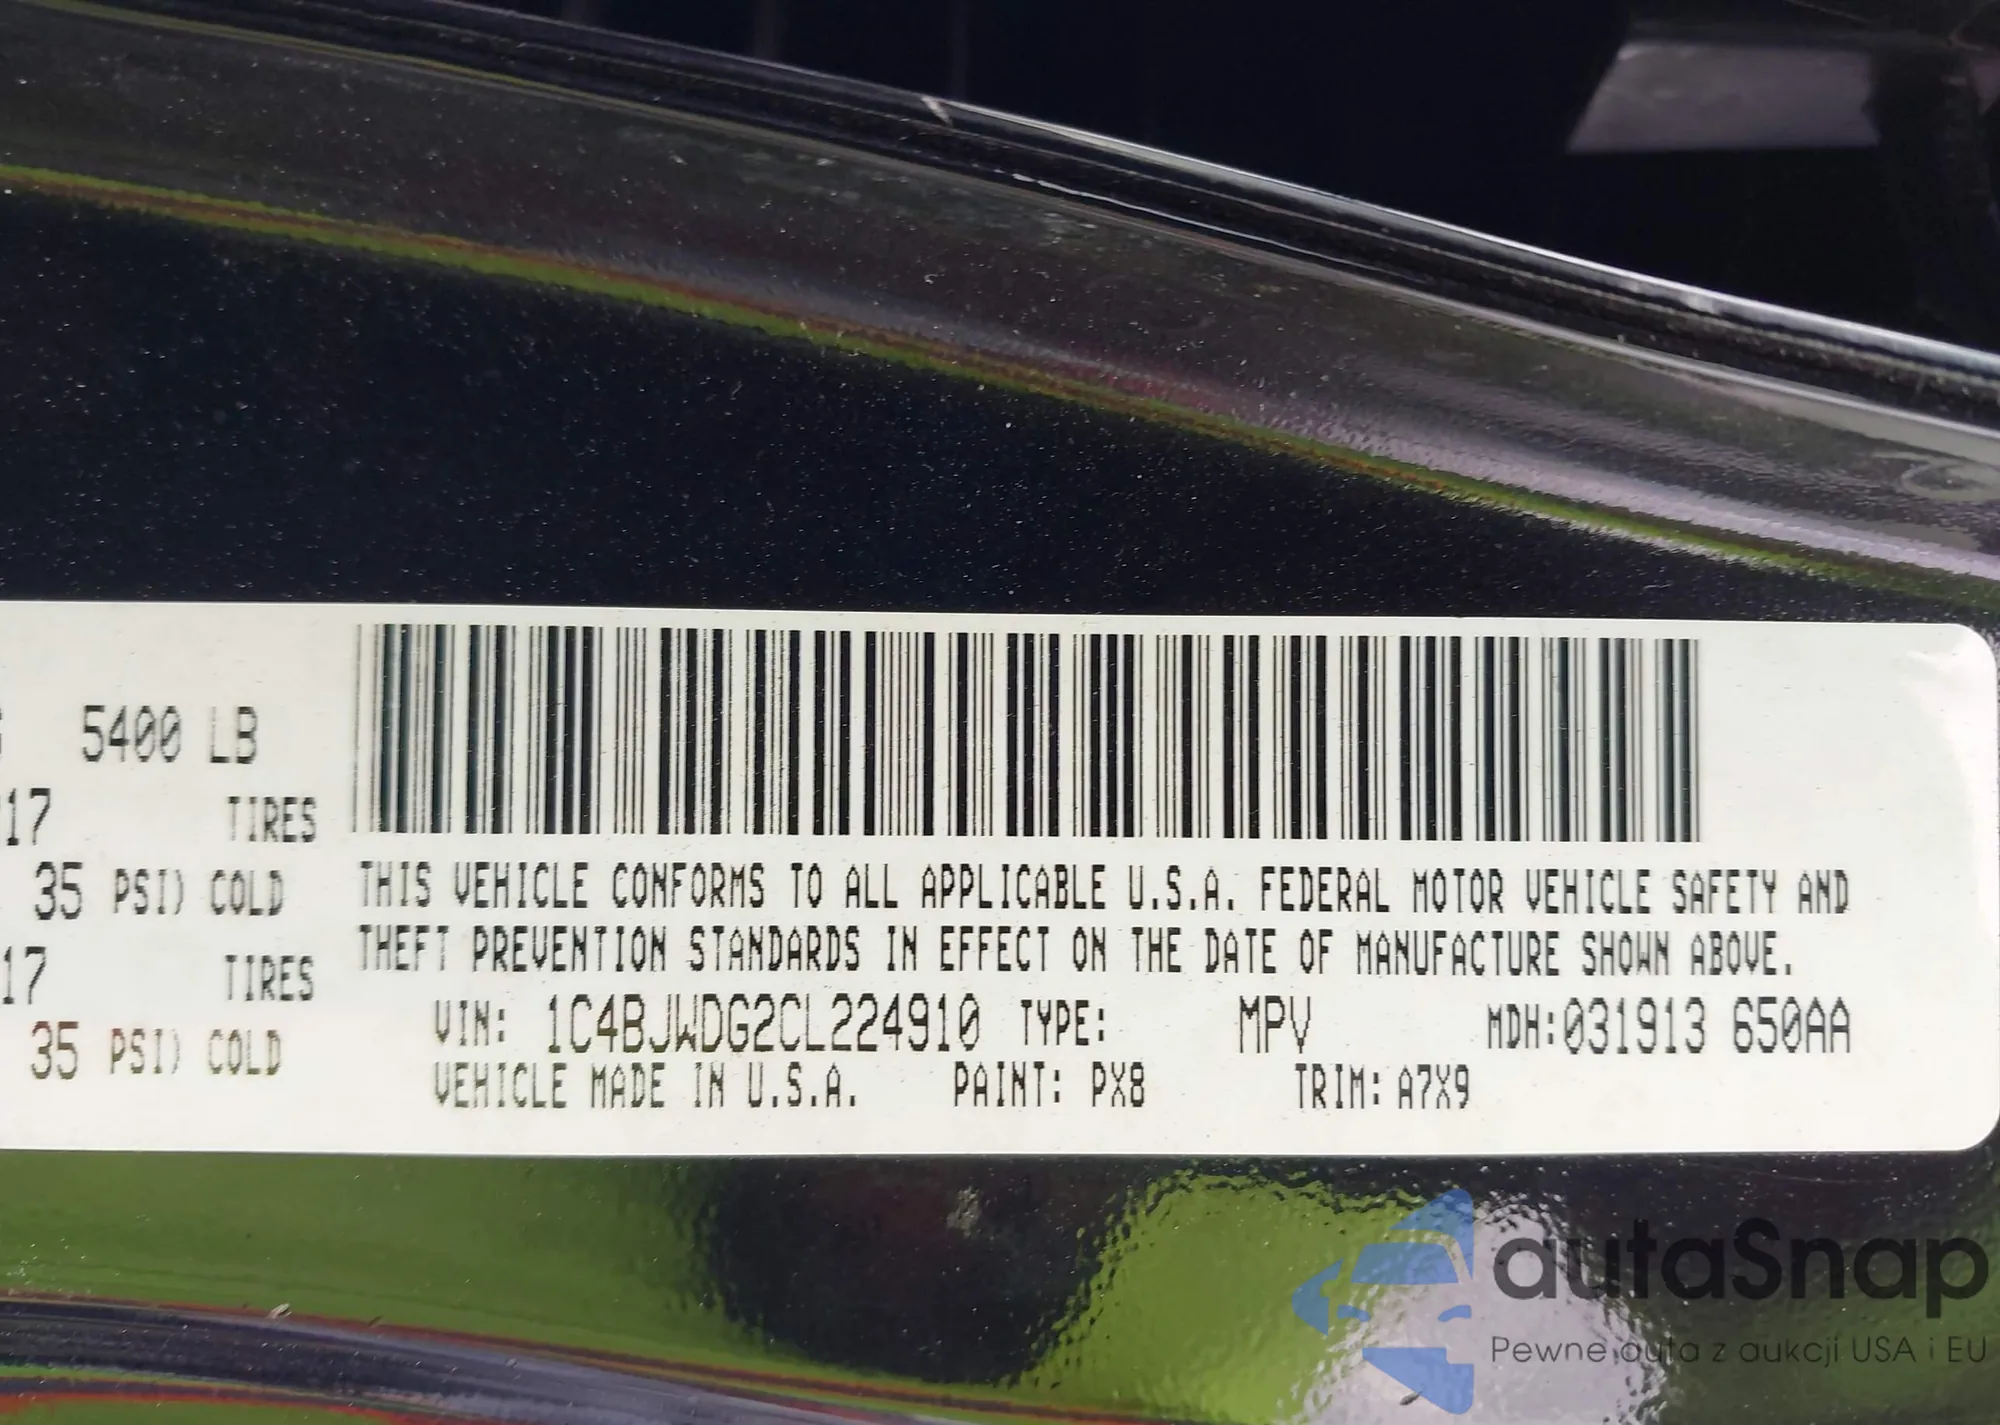 5400 LB
17 TIRES
35 PSI) COLD
17 TIRES
35 PSI) COLD
THIS VEHICLE CONFORMS TO ALL APPLICABLE U.S.A. FEDERAL MOTOR VEHICLE SAFETY AND
THEFT PREVENTION STANDARDS IN EFFECT ON THE DATE OF MANUFACTURE SHOWN ABOVE.
VIN: 1C4BJWDG2CL224910 TYPE: MPV MDH:031913 650AA
VEHICLE MADE IN U.S.A. PAINT: PX8 TRIM: A7X9
autaSnap
Pewne auta z aukcji USA i EU